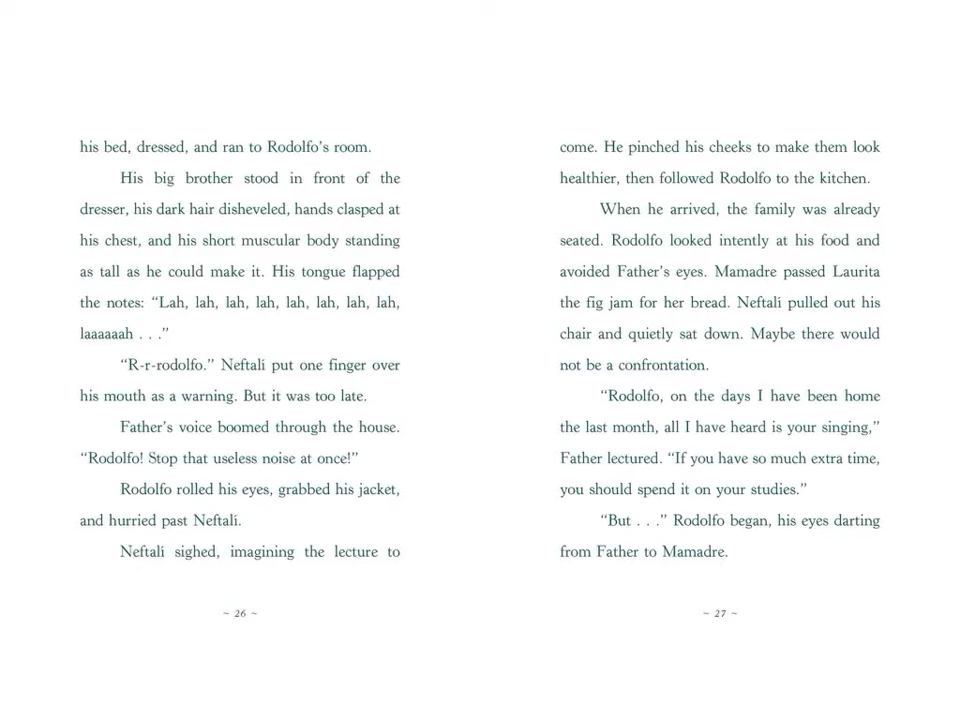 his bed, dressed, and ran to Rodolfo’s room.
His big brother stood in front of the
dresser, his dark hair disheveled, hands clasped at
his chest, and his short muscular body standing
as tall as he could make it. His tongue flapped
the notes: “Lah, lah, lah, lah, lah, lah, lah, lah,
laaaaaah . . .”
“R-r-rodolfo.” Neftalí put one finger over
his mouth as a warning. But it was too late.
Father’s voice boomed through the house.
“Rodolfo! Stop that useless noise at once!”
Rodolfo rolled his eyes, grabbed his jacket,
and hurried past Neftalí.
Neftalí sighed, imagining the lecture to
~ 26 ~
come. He pinched his cheeks to make them look
healthier, then followed Rodolfo to the kitchen.
When he arrived, the family was already
seated. Rodolfo looked intently at his food and
avoided Father’s eyes. Mamadre passed Laurita
the fig jam for her bread. Neftalí pulled out his
chair and quietly sat down. Maybe there would
not be a confrontation.
“Rodolfo, on the days I have been home
the last month, all I have heard is your singing,”
Father lectured. “If you have so much extra time,
you should spend it on your studies.”
“But . . .” Rodolfo began, his eyes darting
from Father to Mamadre.
~ 27 ~